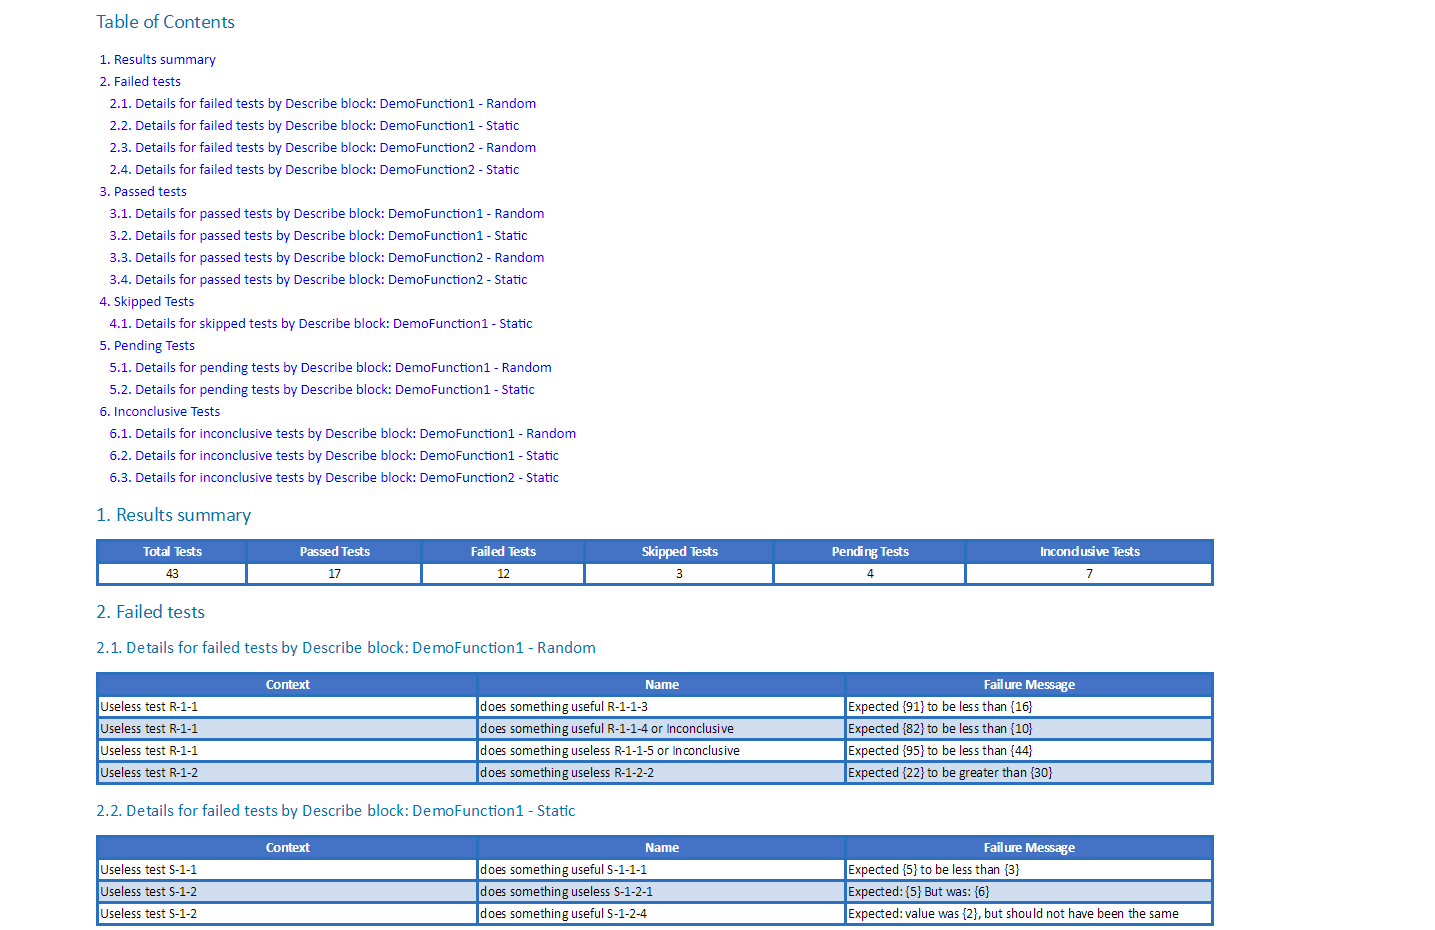 Table of Contents
1. Results summary
2. Failed tests
2.1. Details for failed tests by Describe block: DemoFunction1 - Random
2.2. Details for failed tests by Describe block: DemoFunction1 - Static
2.3. Details for failed tests by Describe block: DemoFunction2 - Random
2.4. Details for failed tests by Describe block: DemoFunction2 - Static
3. Passed tests
3.1. Details for passed tests by Describe block: DemoFunction1 - Random
3.2. Details for passed tests by Describe block: DemoFunction1 - Static
3.3. Details for passed tests by Describe block: DemoFunction2 - Random
3.4. Details for passed tests by Describe block: DemoFunction2 - Static
4. Skipped Tests
4.1. Details for skipped tests by Describe block: DemoFunction1 - Static
5. Pending Tests
5.1. Details for pending tests by Describe block: DemoFunction1 - Random
5.2. Details for pending tests by Describe block: DemoFunction1 - Static
6. Inconclusive Tests
6.1. Details for inconclusive tests by Describe block: DemoFunction1 - Random
6.2. Details for inconclusive tests by Describe block: DemoFunction1 - Static
6.3. Details for inconclusive tests by Describe block: DemoFunction2 - Static
1. Results summary
Total Tests Passed Tests Failed Tests Skipped Tests Pending Tests Inconclusive Tests
43 17 12 3 4 7
2. Failed tests
2.1. Details for failed tests by Describe block: DemoFunction1 - Random
Context Name Failure Message
Useless test R-1-1 does something useful R-1-1-3 Expected {91} to be less than {16}
Useless test R-1-1 does something useful R-1-1-4 or Inconclusive Expected {82} to be less than {10}
Useless test R-1-1 does something useless R-1-1-5 or Inconclusive Expected {95} to be less than {44}
Useless test R-1-2 does something useless R-1-2-2 Expected {22} to be greater than {30}
2.2. Details for failed tests by Describe block: DemoFunction1 - Static
Context Name Failure Message
Useless test S-1-1 does something useful S-1-1-1 Expected {5} to be less than {3}
Useless test S-1-2 does something useless S-1-2-1 Expected: {5} But was: {6}
Useless test S-1-2 does something useful S-1-2-4 Expected: value was {2}, but should not have been the same